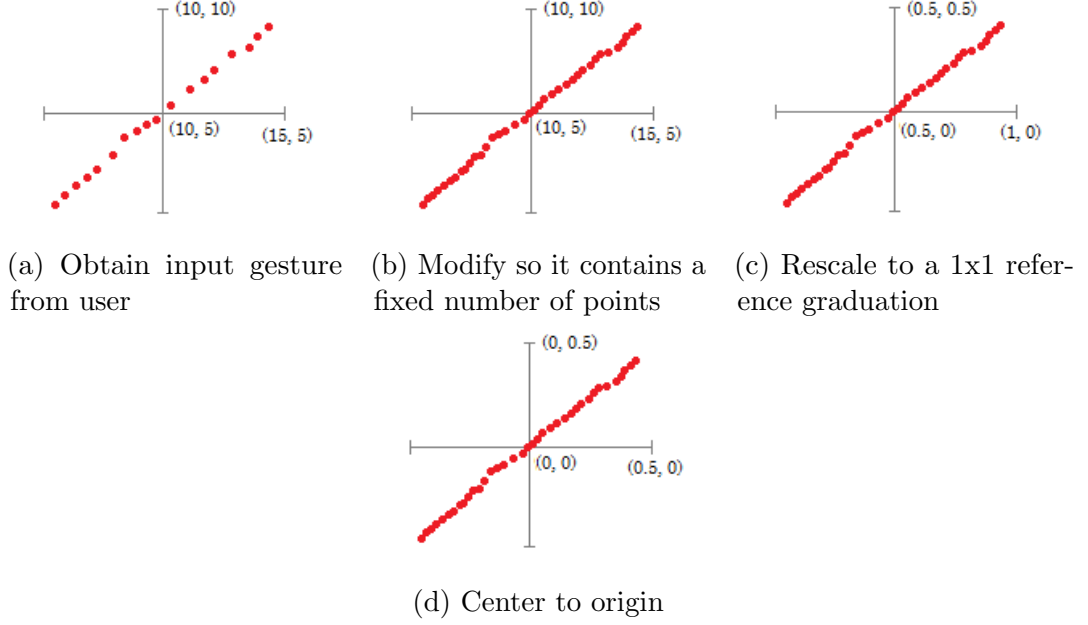 (10, 10)
(10, 5)
(15, 5)
(10, 10)
(10, 5)
(15, 5)
(0.5, 0.5)
(0.5, 0)
(1, 0)
(a) Obtain input gesture
from user
(b) Modify so it contains a
fixed number of points
(c) Rescale to a 1x1 refer-
ence graduation
(0, 0.5)
(0, 0)
(0.5, 0)
(d) Center to origin